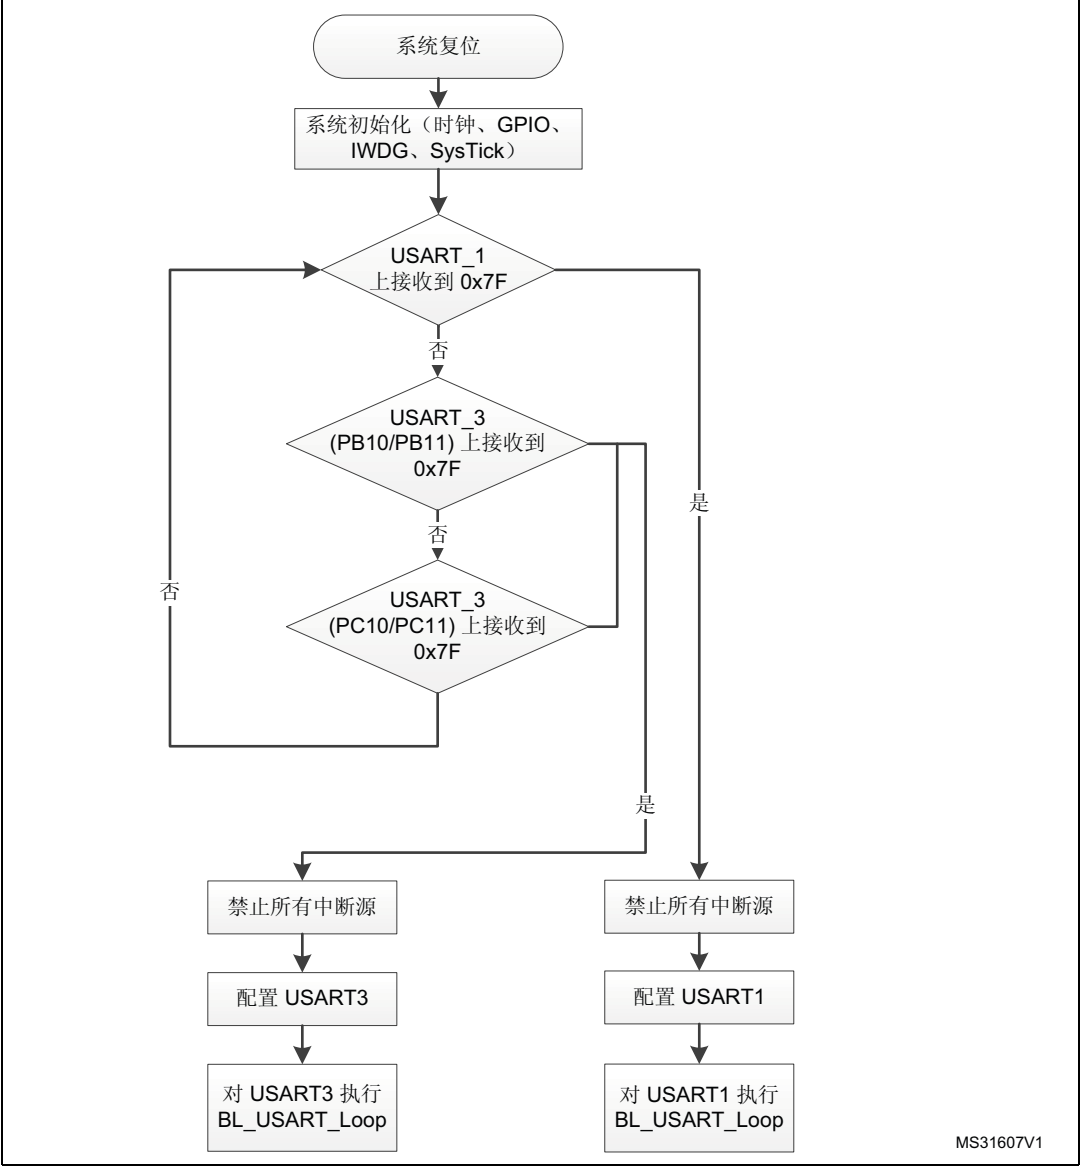 系统复位
系统初始化（时钟、GPIO、
IWDG、SysTick）
USART_1
上接收到 0x7F
否
USART_3
(PB10/PB11) 上接收到
0x7F
是
否
否
USART_3
(PC10/PC11) 上接收到
0x7F
是
禁止所有中断源
禁止所有中断源
配置 USART3
配置 USART1
对 USART3 执行
BL_USART_Loop
对 USART1 执行
BL_USART_Loop
MS31607V1